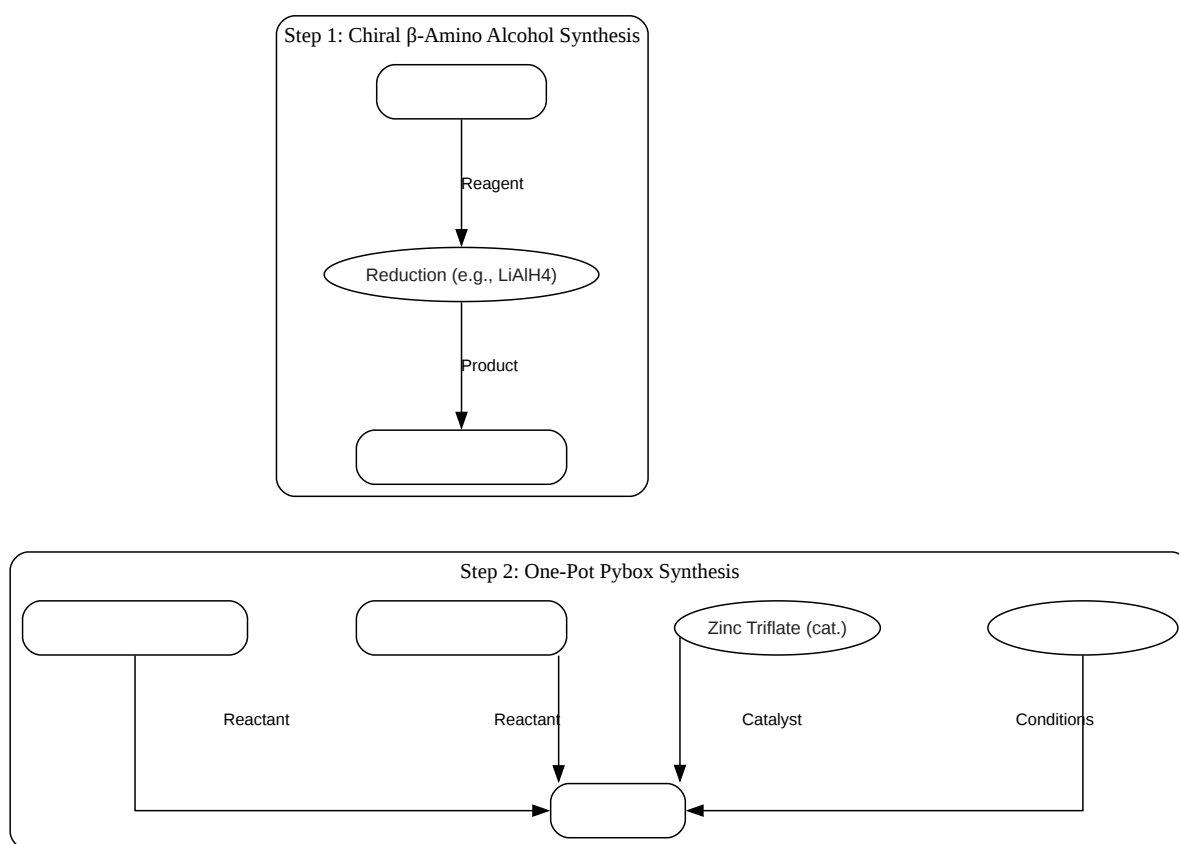 Step 1: Chiral β-Amino Alcohol Synthesis
Reagent
Reduction (e.g., LiAlH4)
Product
Step 2: One-Pot Pybox Synthesis
Zinc Triflate (cat.)
Reactant
Reactant
Catalyst
Conditions